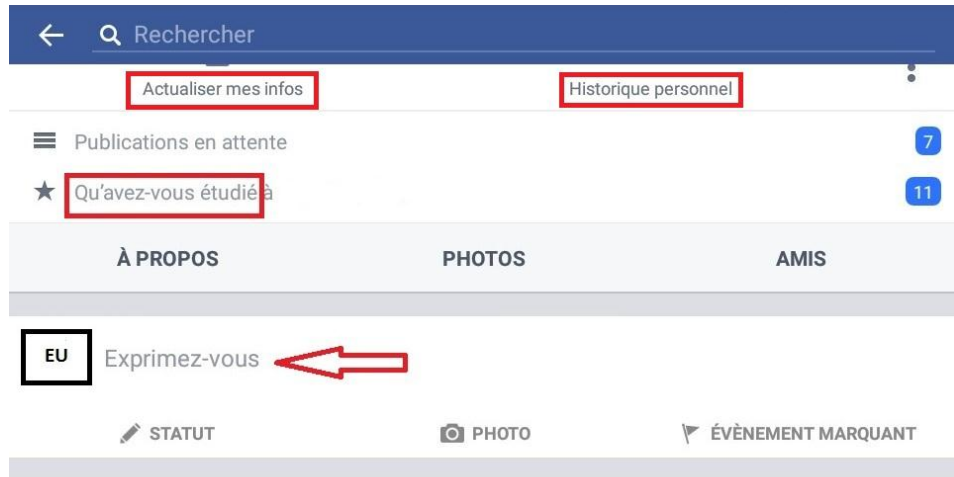 Rechercher
Actualiser mes infos Historique personnel
Publications en attente 7
Qu'avez-vous étudié à 11
À PROPOS PHOTOS AMIS
EU Exprimez-vous
STATUT PHOTO ÉVÈNEMENT MARQUANT